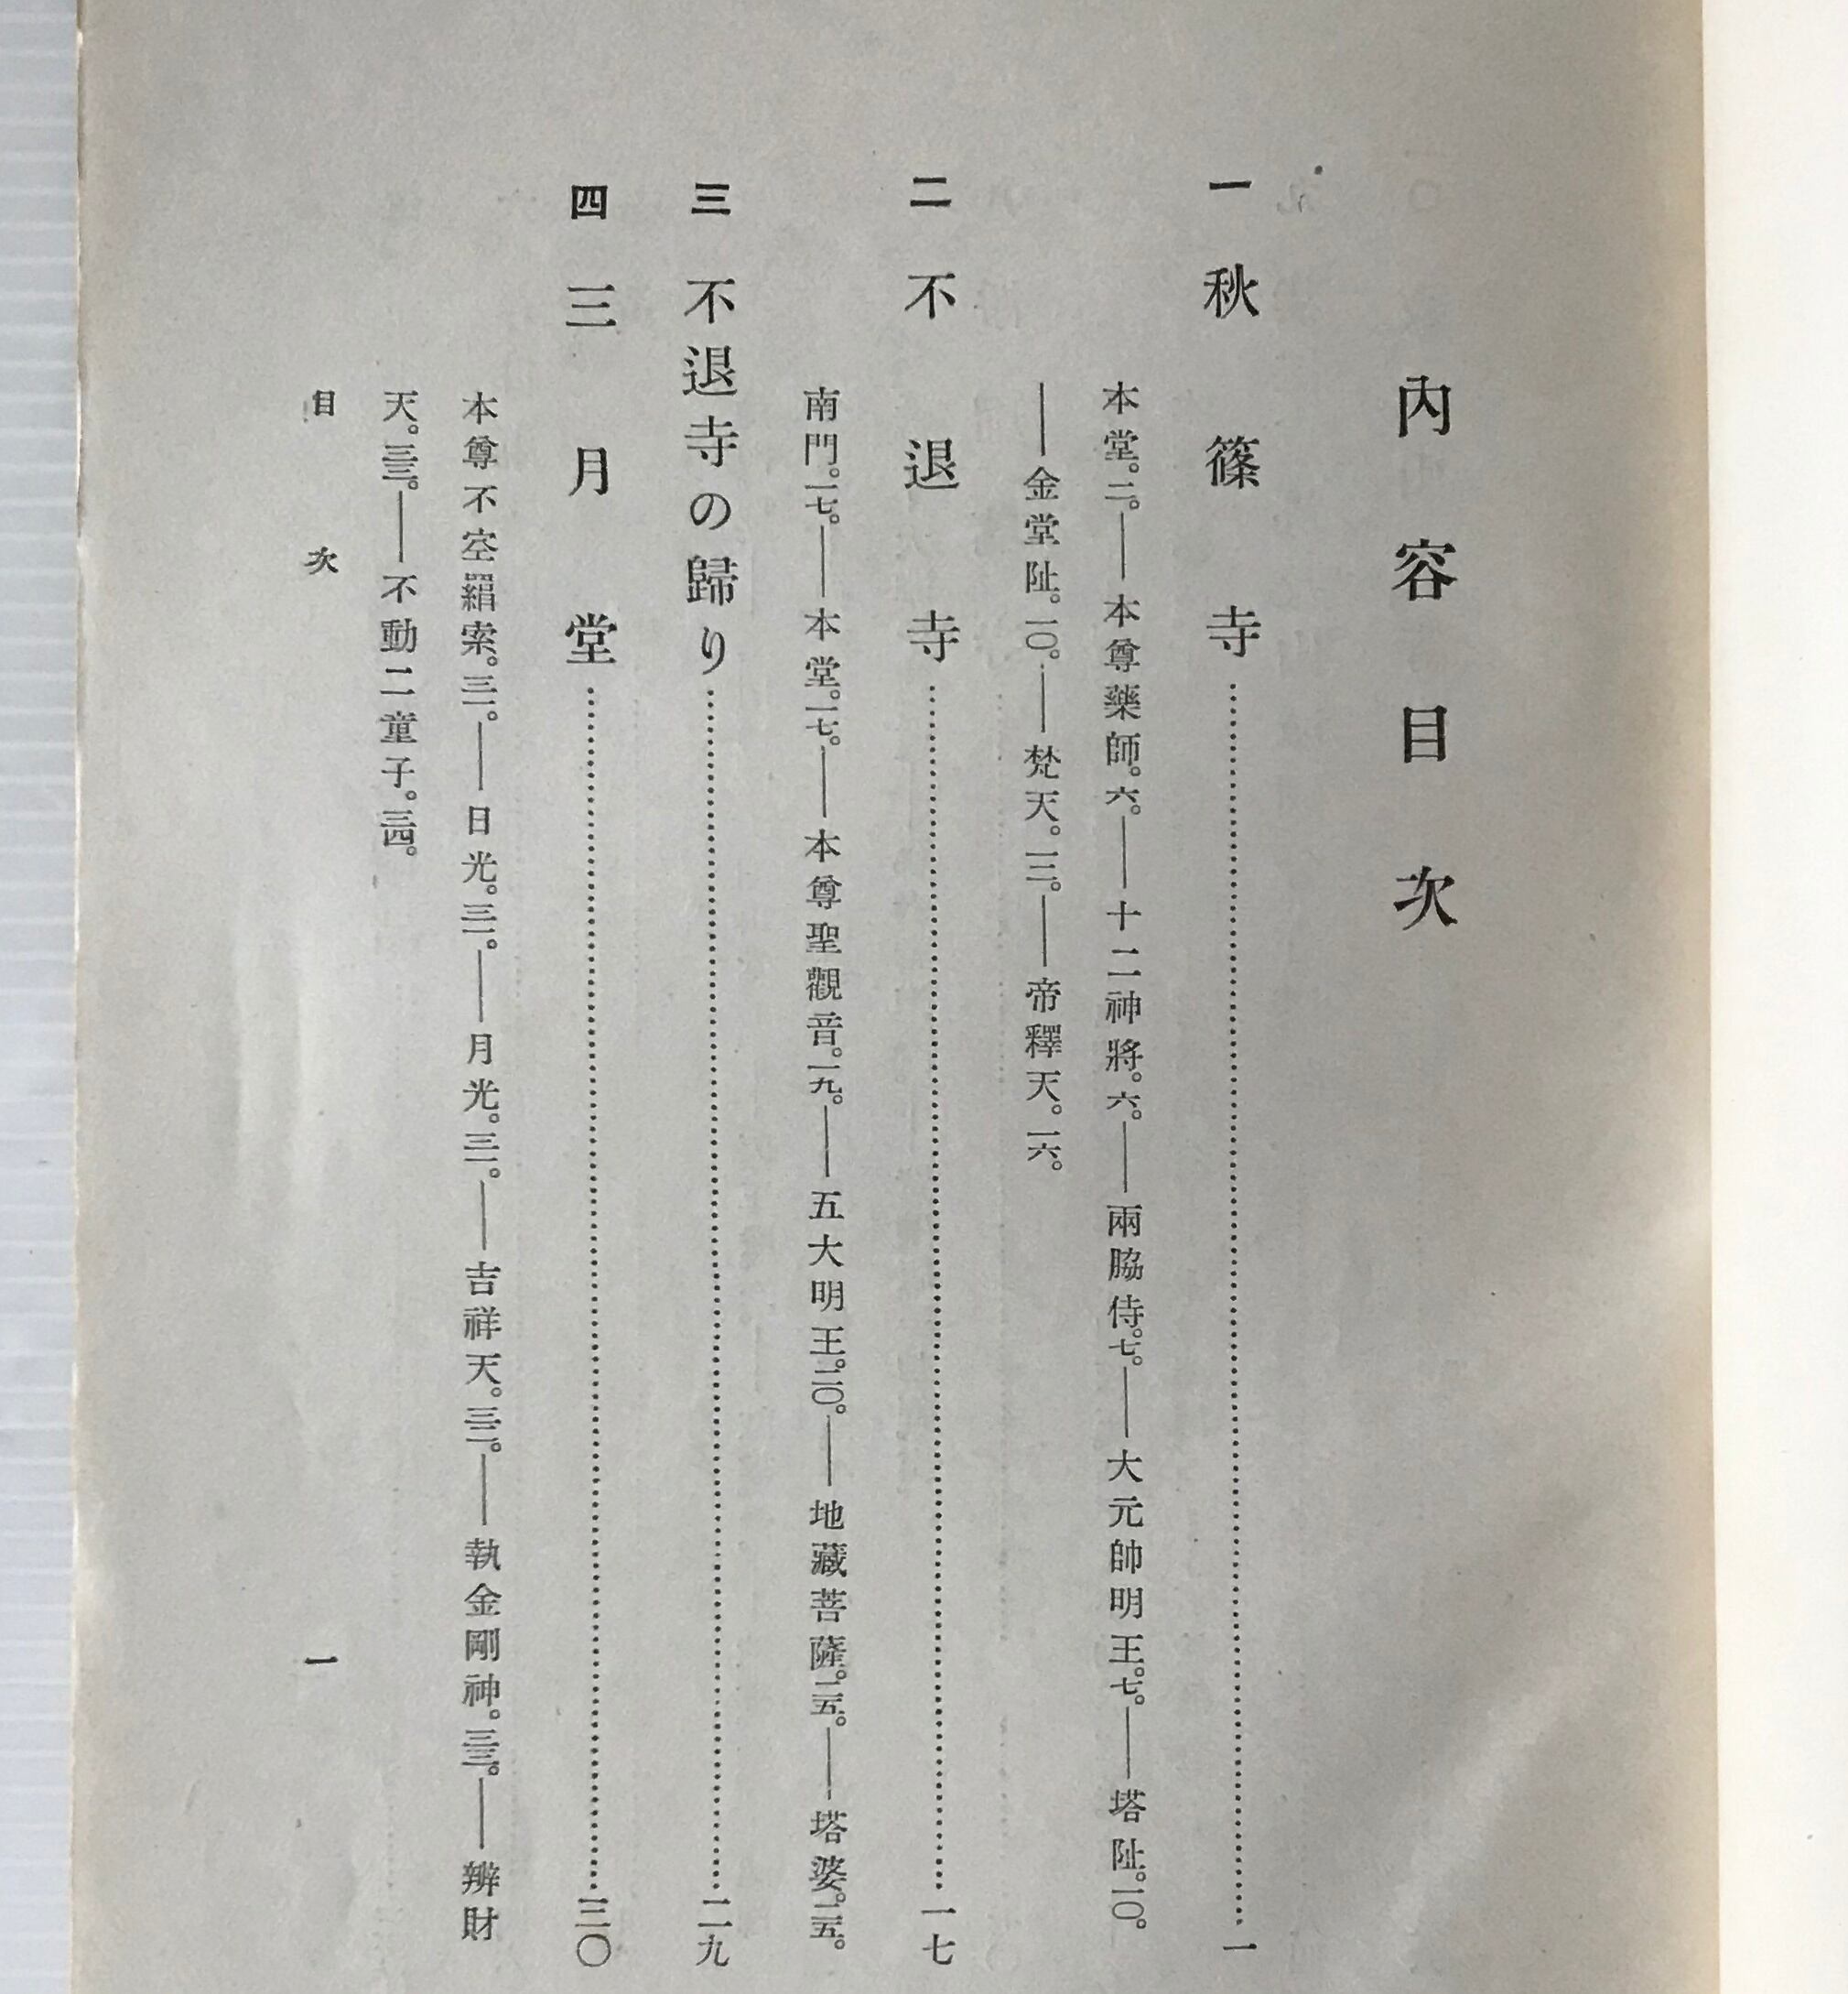 內容目次
一 秋篠寺……………………一
本堂。二。――本尊藥師。六。――十二神將。六。――兩脇侍。七。――大元帥明王。七。――塔阯。一〇。
――金堂阯。一〇。――梵天。一三。――帝釋天。一六。
二 不退寺……………………一七
南門。一七。――本堂。一七。――本尊聖觀音。一九。――五大明王。二〇。――地藏菩薩。二五。――塔婆。二五。
三 不退寺の歸り……………………二九
四 三月堂……………………三〇
本尊不空羂索。三一。――日光。三一。――月光。三一。――吉祥天。三二。――執金剛神。三三。――辨財
天。三三。――不動二童子。三四。
目次 一